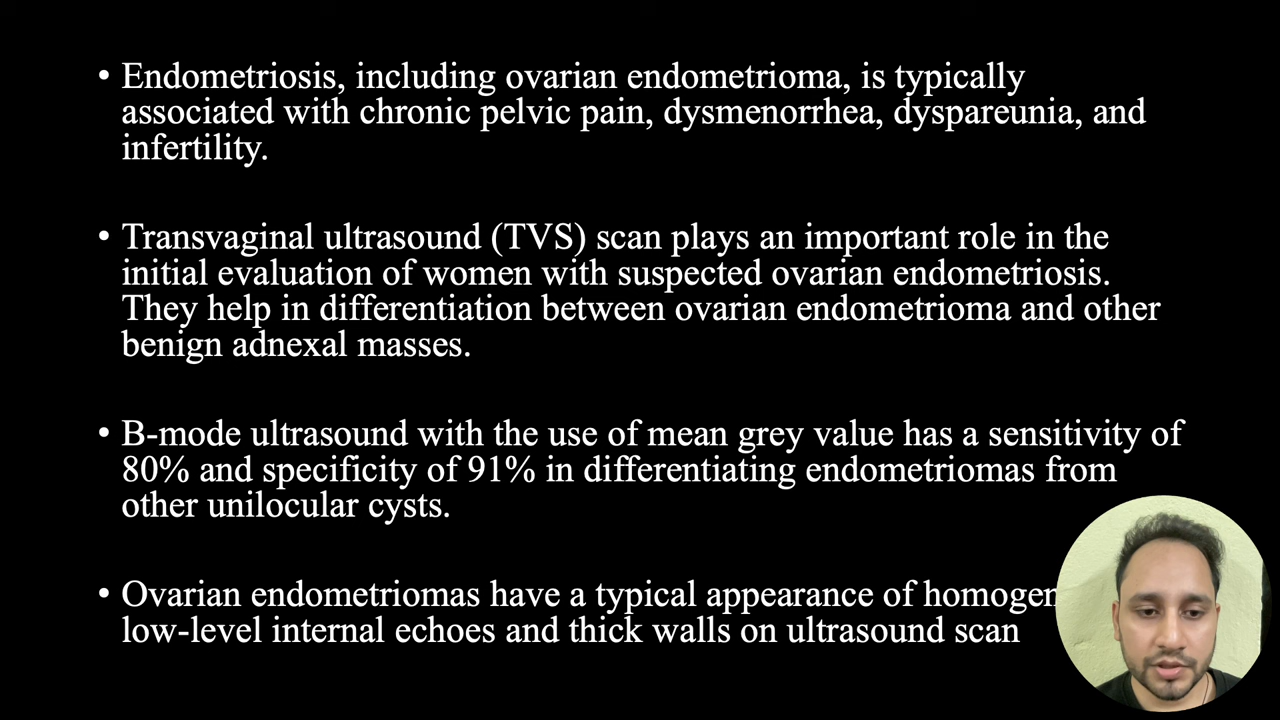 • Endometriosis, including ovarian endometrioma, is typically
associated with chronic pelvic pain, dysmenorrhea, dyspareunia, and
infertility.
• Transvaginal ultrasound (TVS) scan plays an important role in the
initial evaluation of women with suspected ovarian endometriosis.
They help in differentiation between ovarian endometrioma and other
benign adnexal masses.
• B-mode ultrasound with the use of mean grey value has a sensitivity of
80% and specificity of 91% in differentiating endometriomas from
other unilocular cysts.
• Ovarian endometriomas have a typical appearance of
low-level internal echoes and thick walls on ultrasound scan